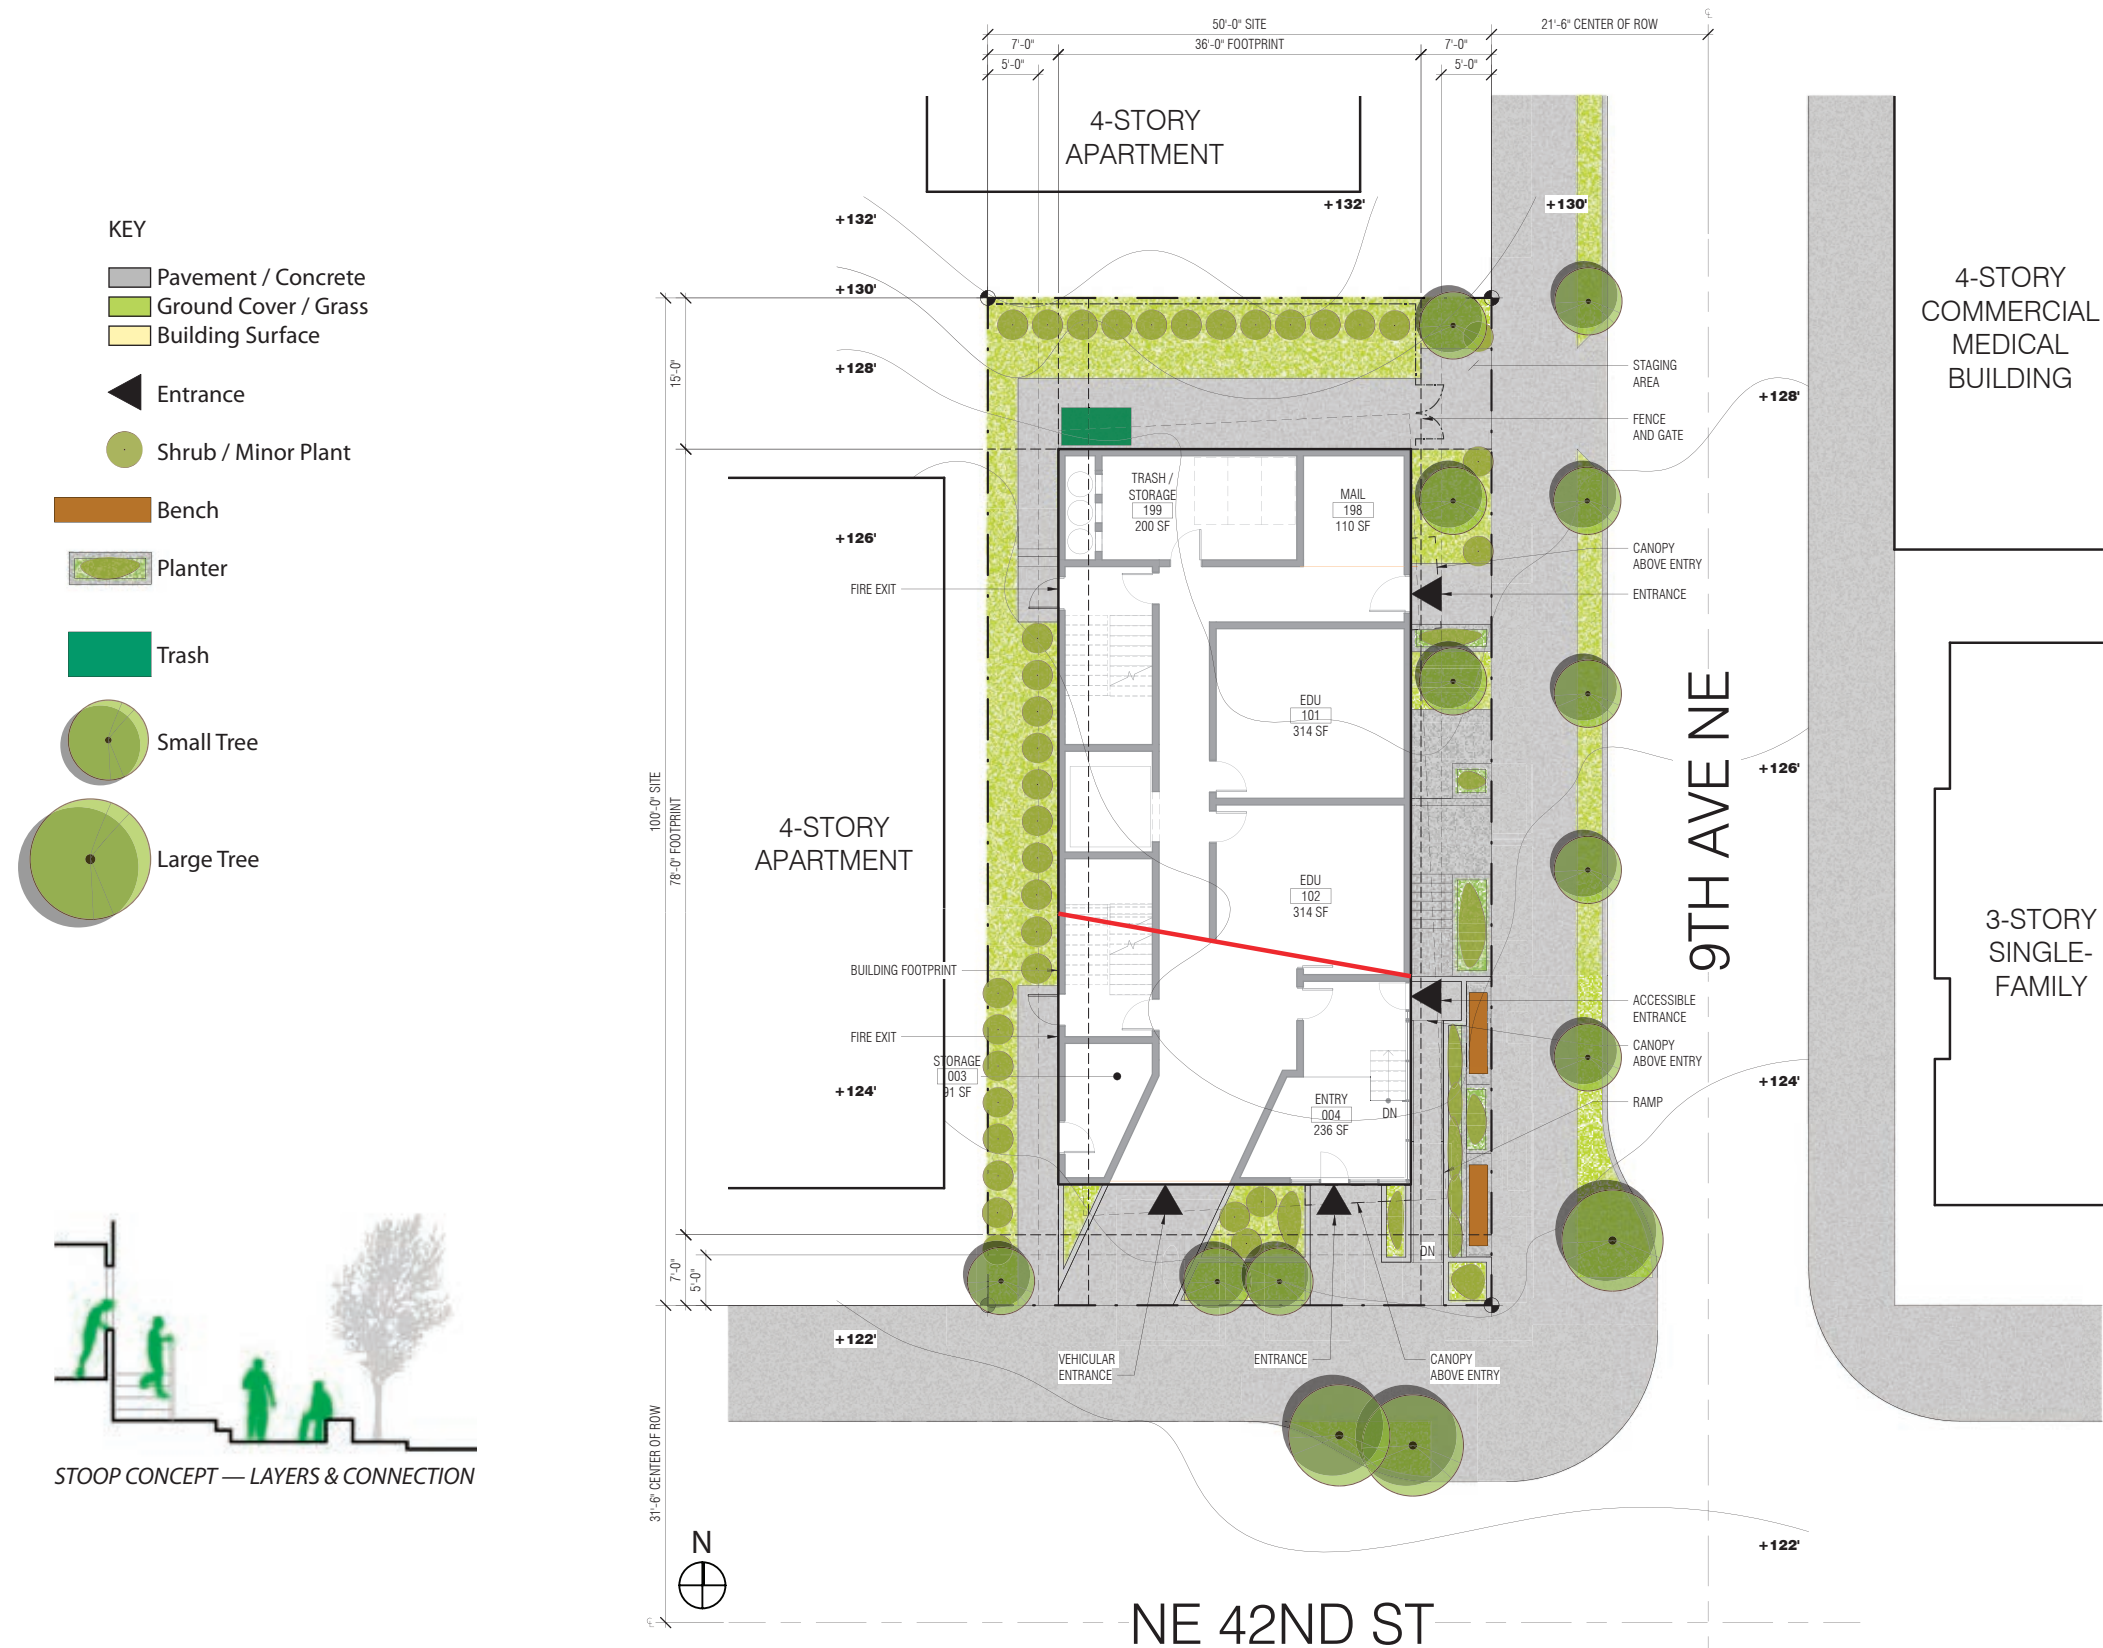 50'-0" SITE
21'-6" CENTER OF ROW
7'-0"
36'-0" FOOTPRINT
7'-0"
5'-0"
5'-0"
4-STORY
APARTMENT
+132'
+132'
+130'
KEY
Pavement / Concrete
Ground Cover / Grass
Building Surface
Entrance
Shrub / Minor Plant
Bench
Planter
Trash
Small Tree
Large Tree
+130'
+128'
+126'
+124'
+122'
15'-0"
100'-0" SITE
78'-0" FOOTPRINT
7'-0"
5'-0"
31'-6" CENTER OF ROW
4-STORY
COMMERCIAL
MEDICAL
BUILDING
STAGING
AREA
FENCE
AND GATE
+128'
TRASH /
STORAGE
199
200 SF
MAIL
198
110 SF
CANOPY
ABOVE ENTRY
ENTRANCE
FIRE EXIT
EDU
101
314 SF
9TH AVE NE
+126'
4-STORY
APARTMENT
EDU
102
314 SF
3-STORY
SINGLE-
FAMILY
BUILDING FOOTPRINT
ACCESSIBLE
ENTRANCE
FIRE EXIT
CANOPY
ABOVE ENTRY
STORAGE
003
91 SF
+124'
RAMP
ENTRY
004
236 SF
DN
DN
VEHICULAR
ENTRANCE
ENTRANCE
CANOPY
ABOVE ENTRY
STOOP CONCEPT — LAYERS & CONNECTION
N
+122'
NE 42ND ST